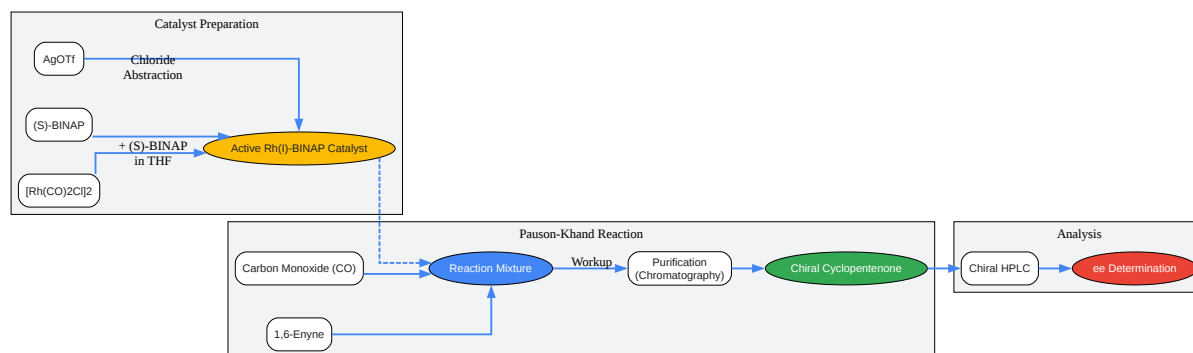 Catalyst Preparation
AgOTf
Chloride
Abstraction
(S)-BINAP
+ (S)-BINAP
in THF
Active Rh(I)-BINAP Catalyst
[Rh(CO)2Cl]2
Pauson-Khand Reaction
Carbon Monoxide (CO)
Reaction Mixture
Workup
Purification
(Chromatography)
Chiral Cyclopentenone
1,6-Enyne
Analysis
Chiral HPLC
ee Determination